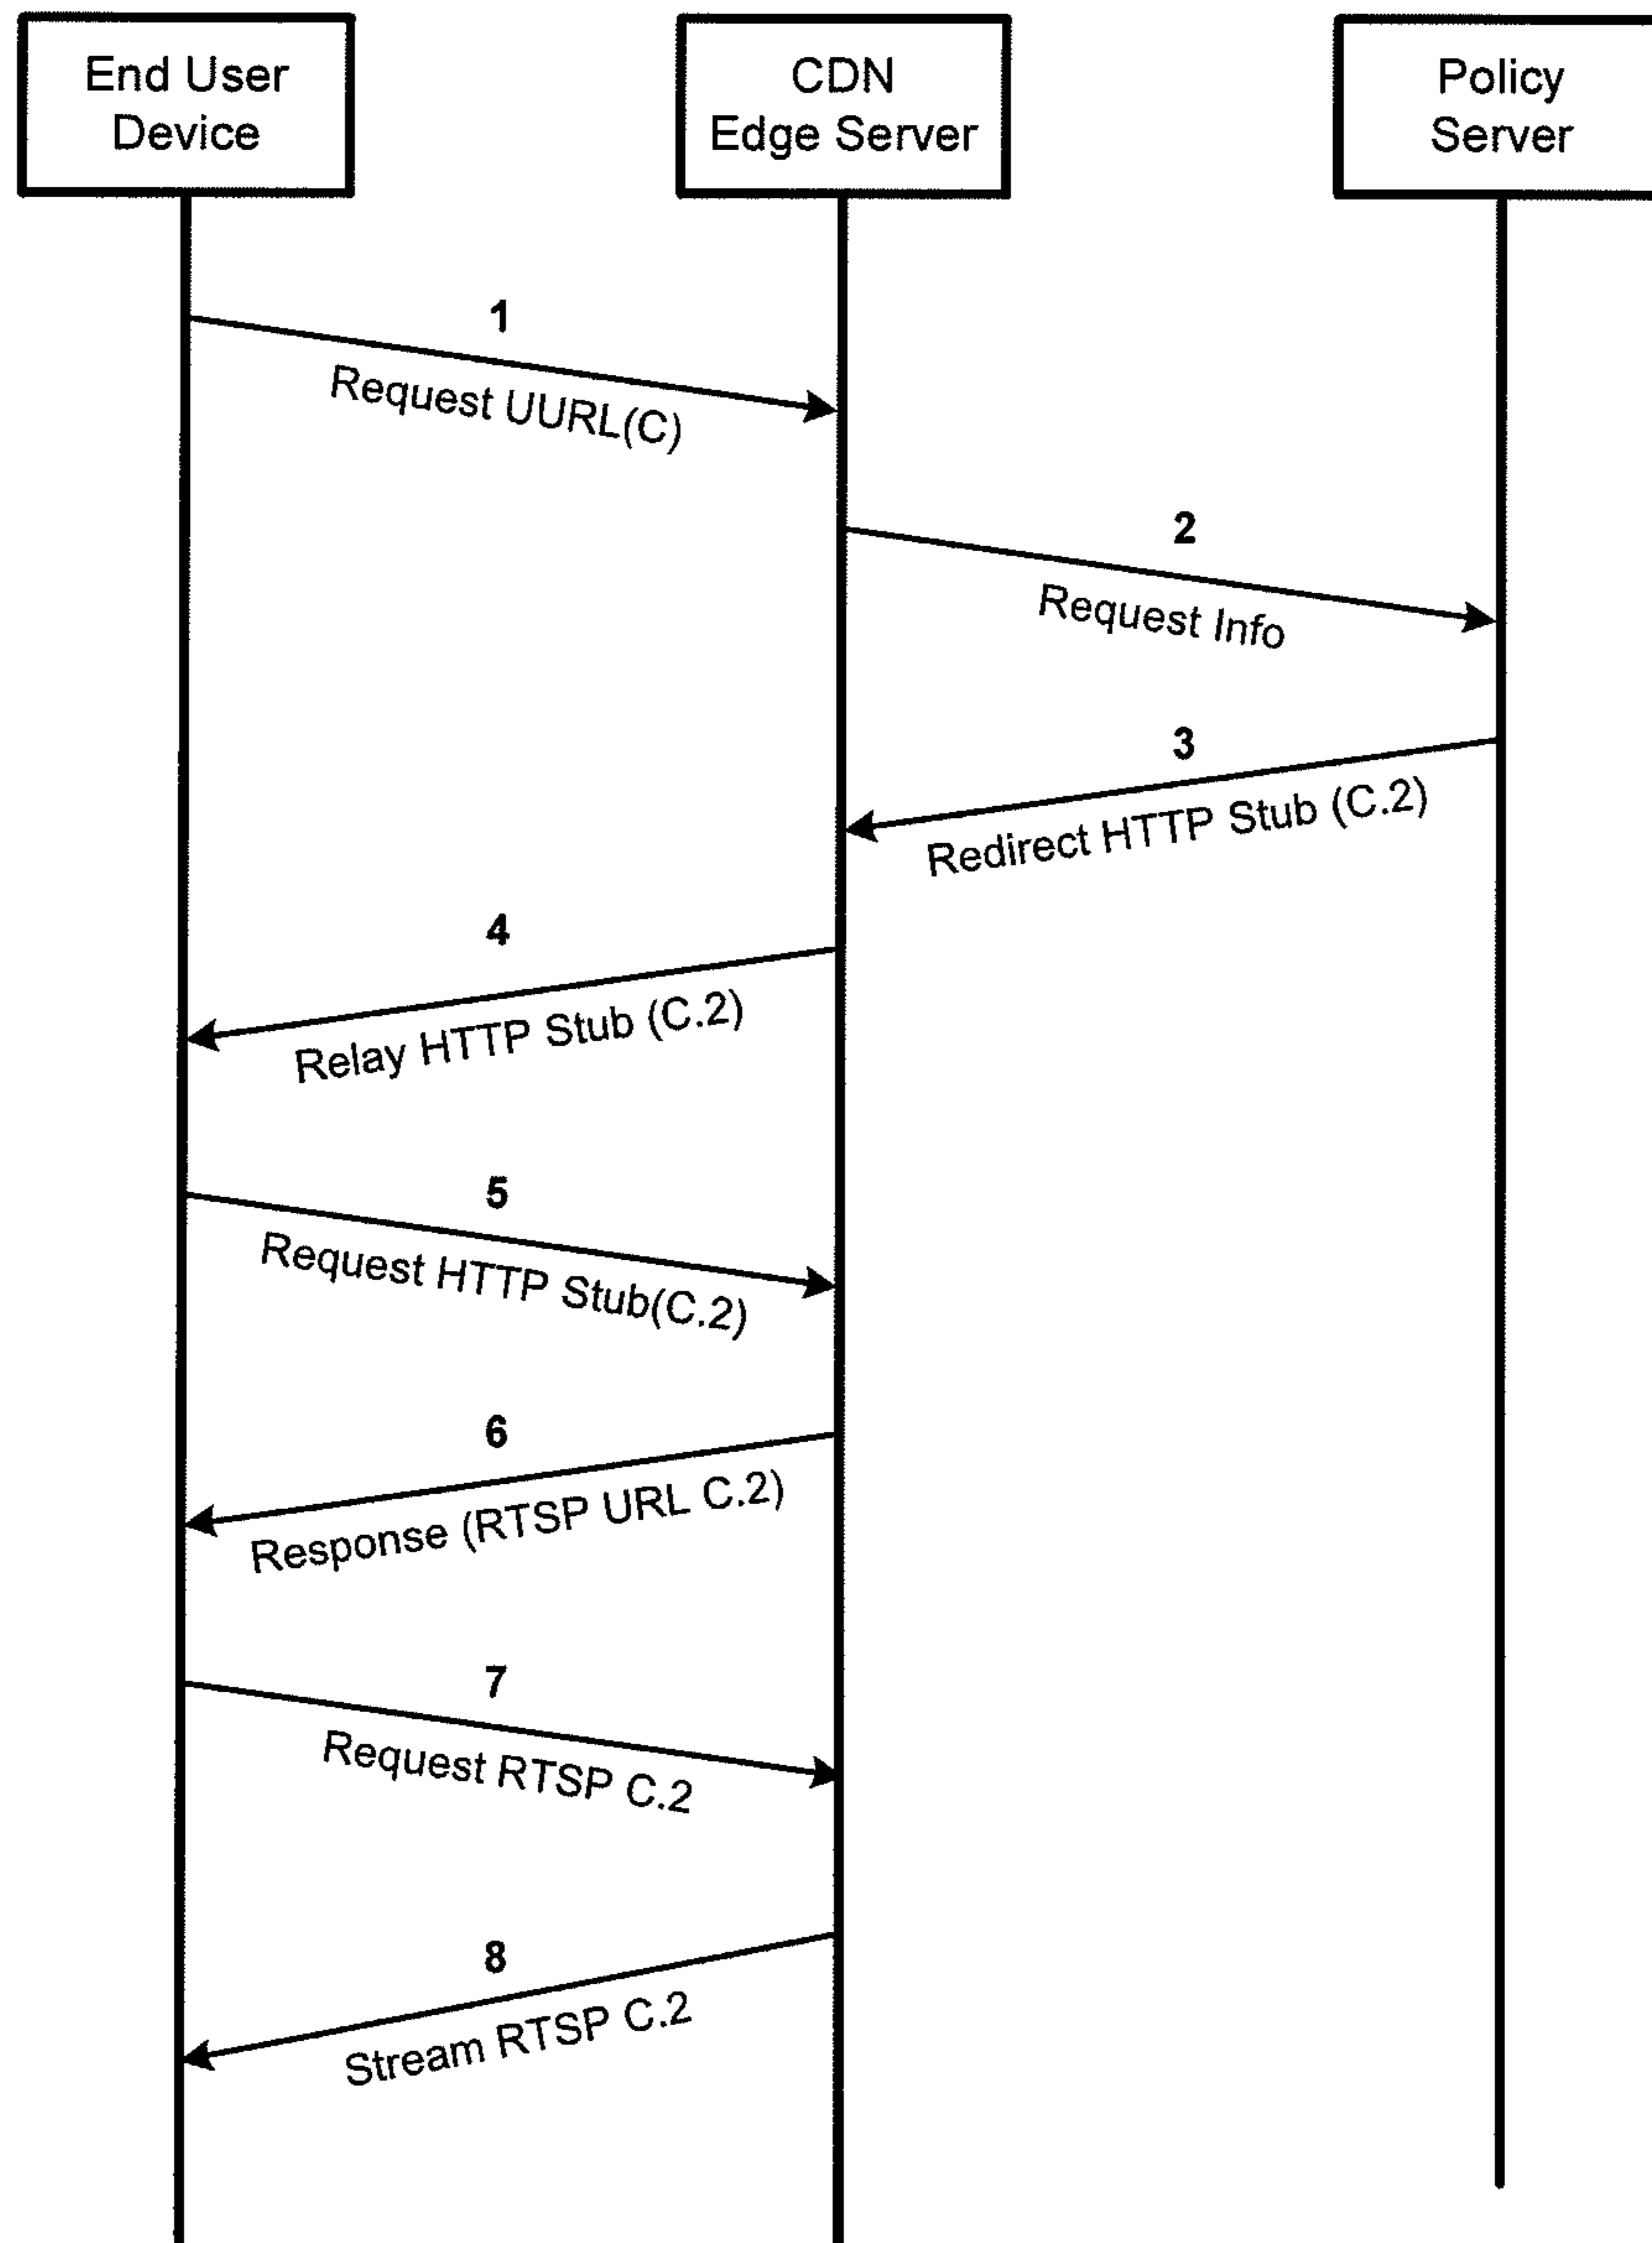 End User
Device
CDN
Edge Server
Policy
Server
1
Request UURL(C)
2
Request Info
3
Redirect HTTP Stub (C.2)
4
Relay HTTP Stub (C.2)
5
Request HTTP Stub(C.2)
6
Response (RTSP URL C.2)
7
Request RTSP C.2
8
Stream RTSP C.2